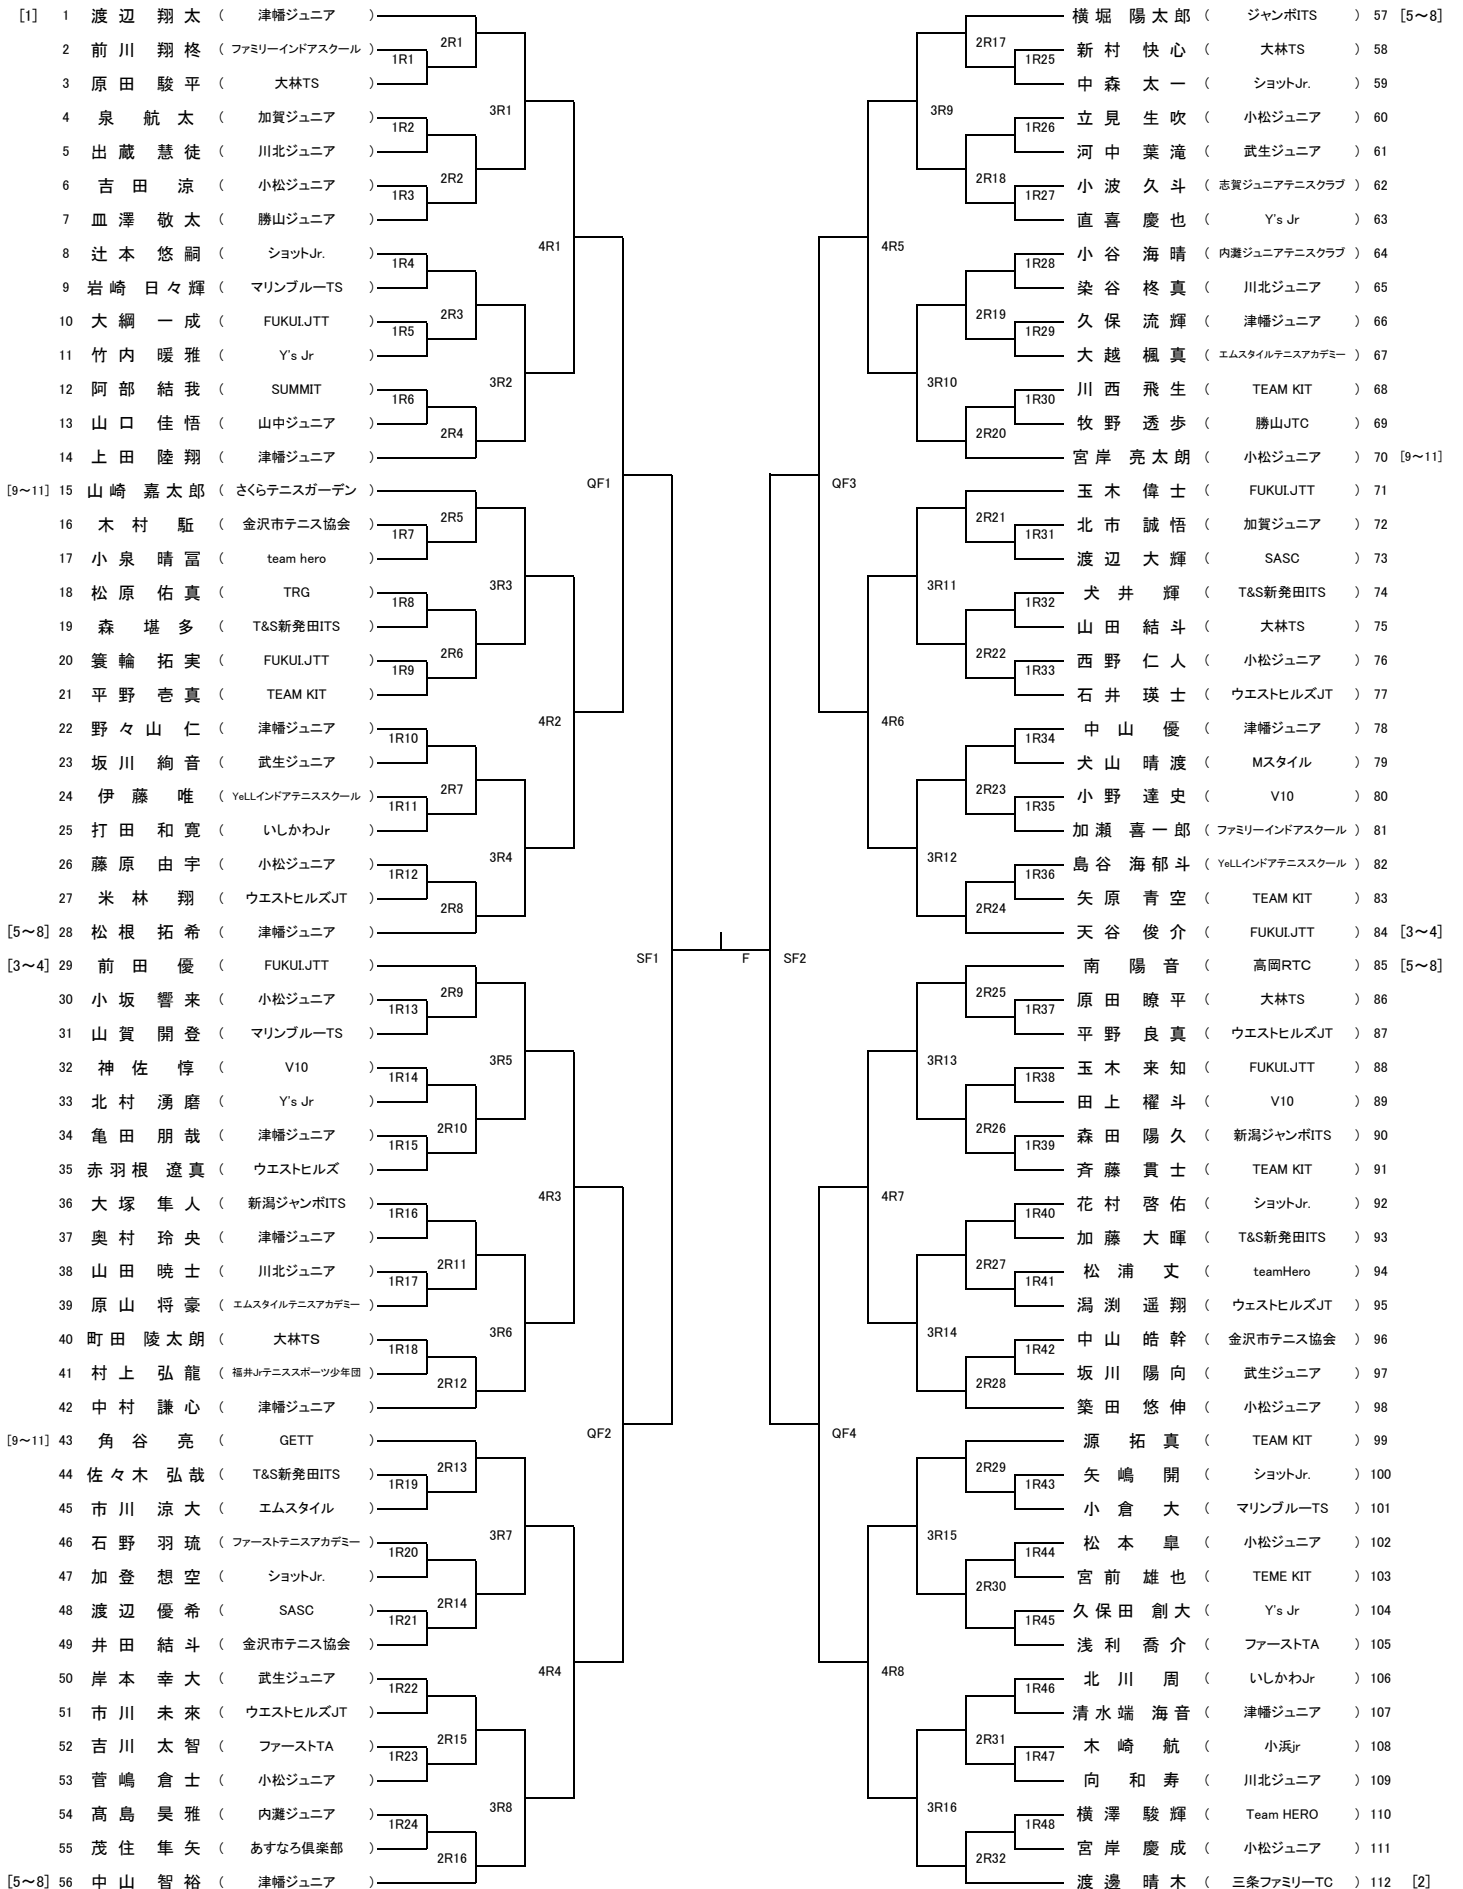 [1] 1 渡辺 翔太 ( 津幡ジュニア )
2 前川 翔柊 ( ファミリーインドアスクール )
3 原田 駿平 ( 大林TS )
4 泉 航太 ( 加賀ジュニア )
5 出蔵 慧徒 ( 川北ジュニア )
6 吉田 涼 ( 小松ジュニア )
7 皿澤 敬太 ( 勝山ジュニア )
8 辻本 悠嗣 ( ショットJr. )
9 岩崎 日々輝 ( マリンブルーTS )
10 大綱 一成 ( FUKUI.JTT )
11 竹内 暖雅 ( Y's Jr )
12 阿部 結我 ( SUMMIT )
13 山口 佳悟 ( 山中ジュニア )
14 上田 陸翔 ( 津幡ジュニア )
[9～11] 15 山崎 嘉太郎 ( さくらテニスガーデン )
16 木村 駈 ( 金沢市テニス協会 )
17 小泉 晴冨 ( team hero )
18 松原 佑真 ( TRG )
19 森 堪多 ( T&S新発田ITS )
20 簑輪 拓実 ( FUKUI.JTT )
21 平野 壱真 ( TEAM KIT )
22 野々山 仁 ( 津幡ジュニア )
23 坂川 絢音 ( 武生ジュニア )
24 伊藤 唯 ( YeLLインドアテニススクール )
25 打田 和寛 ( いしかわJr )
26 藤原 由宇 ( 小松ジュニア )
27 米林 翔 ( ウエストヒルズJT )
[5～8] 28 松根 拓希 ( 津幡ジュニア )
[3～4] 29 前田 優 ( FUKUI.JTT )
30 小坂 響来 ( 小松ジュニア )
31 山賀 開登 ( マリンブルーTS )
32 神佐 惇 ( V10 )
33 北村 湧磨 ( Y's Jr )
34 亀田 朋哉 ( 津幡ジュニア )
35 赤羽根 遼真 ( ウエストヒルズ )
36 大塚 隼人 ( 新潟ジャンボITS )
37 奥村 玲央 ( 津幡ジュニア )
38 山田 暁士 ( 川北ジュニア )
39 原山 将豪 ( エムスタイルテニスアカデミー )
40 町田 陵太朗 ( 大林TS )
41 村上 弘龍 ( 福井Jrテニススポーツ少年団 )
42 中村 謙心 ( 津幡ジュニア )
[9～11] 43 角谷 亮 ( GETT )
44 佐々木 弘哉 ( T&S新発田ITS )
45 市川 涼大 ( エムスタイル )
46 石野 羽琉 ( ファーストテニスアカデミー )
47 加登 想空 ( ショットJr. )
48 渡辺 優希 ( SASC )
49 井田 結斗 ( 金沢市テニス協会 )
50 岸本 幸大 ( 武生ジュニア )
51 市川 未來 ( ウエストヒルズJT )
52 吉川 太智 ( ファーストTA )
53 菅嶋 倉士 ( 小松ジュニア )
54 髙島 昊雅 ( 内灘ジュニア )
55 茂住 隼矢 ( あすなろ倶楽部 )
[5～8] 56 中山 智裕 ( 津幡ジュニア )
1R1
1R2
1R3
1R4
1R5
1R6
1R7
1R8
1R9
1R10
1R11
1R12
1R13
1R14
1R15
1R16
1R17
1R18
1R19
1R20
1R21
1R22
1R23
1R24
2R1
2R2
2R3
2R4
2R5
2R6
2R7
2R8
2R9
2R10
2R11
2R12
2R13
2R14
2R15
2R16
3R1
3R2
3R3
3R4
3R5
3R6
3R7
3R8
4R1
4R2
4R3
4R4
QF1
QF2
SF1
F
SF2
QF3
QF4
4R5
4R6
4R7
4R8
3R9
3R10
3R11
3R12
3R13
3R14
3R15
3R16
2R17
2R18
2R19
2R20
2R21
2R22
2R23
2R24
2R25
2R26
2R27
2R28
2R29
2R30
2R31
2R32
1R25
1R26
1R27
1R28
1R29
1R30
1R31
1R32
1R33
1R34
1R35
1R36
1R37
1R38
1R39
1R40
1R41
1R42
1R43
1R44
1R45
1R46
1R47
1R48
横堀 陽太郎 ( ジャンボITS ) 57 [5～8]
新村 快心 ( 大林TS ) 58
中森 太一 ( ショットJr. ) 59
立見 生吹 ( 小松ジュニア ) 60
河中 葉滝 ( 武生ジュニア ) 61
小波 久斗 ( 志賀ジュニアテニスクラブ ) 62
直喜 慶也 ( Y's Jr ) 63
小谷 海晴 ( 内灘ジュニアテニスクラブ ) 64
染谷 柊真 ( 川北ジュニア ) 65
久保 流輝 ( 津幡ジュニア ) 66
大越 楓真 ( エムスタイルテニスアカデミー ) 67
川西 飛生 ( TEAM KIT ) 68
牧野 透歩 ( 勝山JTC ) 69
宮岸 亮太朗 ( 小松ジュニア ) 70 [9～11]
玉木 偉士 ( FUKUI.JTT ) 71
北市 誠悟 ( 加賀ジュニア ) 72
渡辺 大輝 ( SASC ) 73
犬井 輝 ( T&S新発田ITS ) 74
山田 結斗 ( 大林TS ) 75
西野 仁人 ( 小松ジュニア ) 76
石井 瑛士 ( ウエストヒルズJT ) 77
中山 優 ( 津幡ジュニア ) 78
犬山 晴渡 ( Mスタイル ) 79
小野 達史 ( V10 ) 80
加瀬 喜一郎 ( ファミリーインドアスクール ) 81
島谷 海郁斗 ( YeLLインドアテニススクール ) 82
矢原 青空 ( TEAM KIT ) 83
天谷 俊介 ( FUKUI.JTT ) 84 [3～4]
南 陽音 ( 高岡RTC ) 85 [5～8]
原田 瞭平 ( 大林TS ) 86
平野 良真 ( ウエストヒルズJT ) 87
玉木 来知 ( FUKUI.JTT ) 88
田上 櫂斗 ( V10 ) 89
森田 陽久 ( 新潟ジャンボITS ) 90
斉藤 貫士 ( TEAM KIT ) 91
花村 啓佑 ( ショットJr. ) 92
加藤 大暉 ( T&S新発田ITS ) 93
松浦 丈 ( teamHero ) 94
潟渕 遥翔 ( ウェストヒルズJT ) 95
中山 皓幹 ( 金沢市テニス協会 ) 96
坂川 陽向 ( 武生ジュニア ) 97
築田 悠伸 ( 小松ジュニア ) 98
源 拓真 ( TEAM KIT ) 99
矢嶋 開 ( ショットJr. ) 100
小倉 大 ( マリンブルーTS ) 101
松本 皐 ( 小松ジュニア ) 102
宮前 雄也 ( TEME KIT ) 103
久保田 創大 ( Y's Jr ) 104
浅利 喬介 ( ファーストTA ) 105
北川 周 ( いしかわJr ) 106
清水端 海音 ( 津幡ジュニア ) 107
木崎 航 ( 小浜jr ) 108
向 和寿 ( 川北ジュニア ) 109
横澤 駿輝 ( Team HERO ) 110
宮岸 慶成 ( 小松ジュニア ) 111
渡邊 晴木 ( 三条ファミリーTC ) 112 [2]